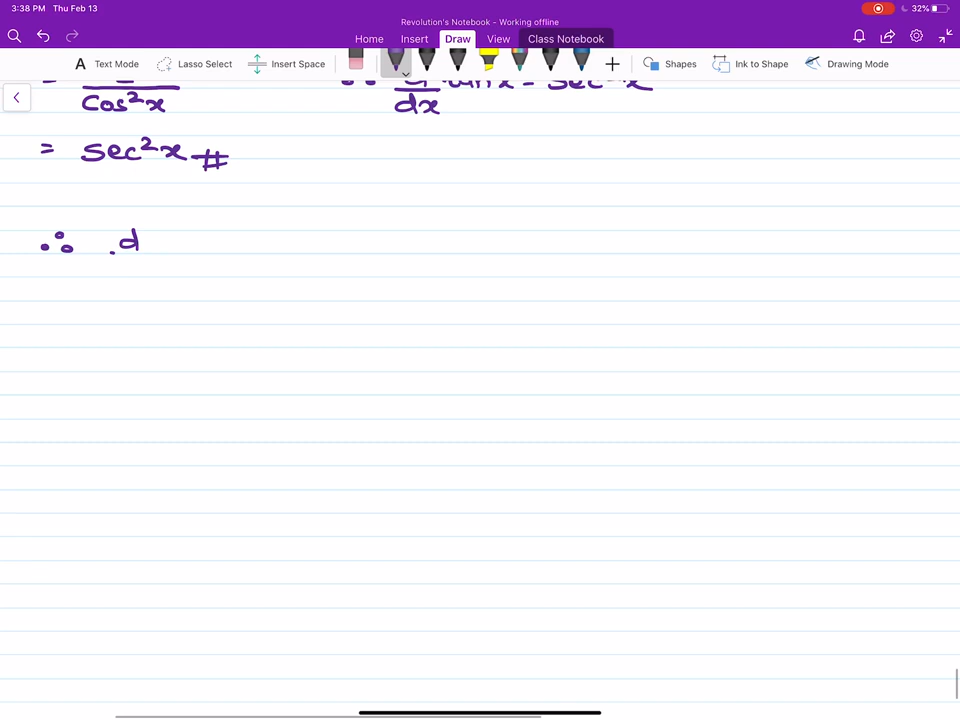 3:38 PM Thu Feb 13
32%
Revolution's Notebook - Working offline
Home Insert Draw View Class Notebook
Text Mode Lasso Select Insert Space Shapes Ink to Shape Drawing Mode
Cos²x
dx
= sec²x #
∴ .d